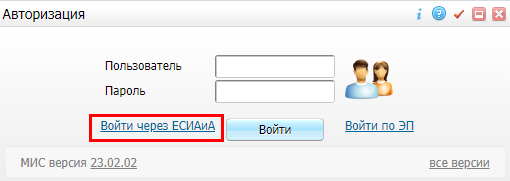 Авторизация
Пользователь
Пароль
Войти через ЕСИАиА Войти Войти по ЭП
МИС версия 23.02.02 все версии